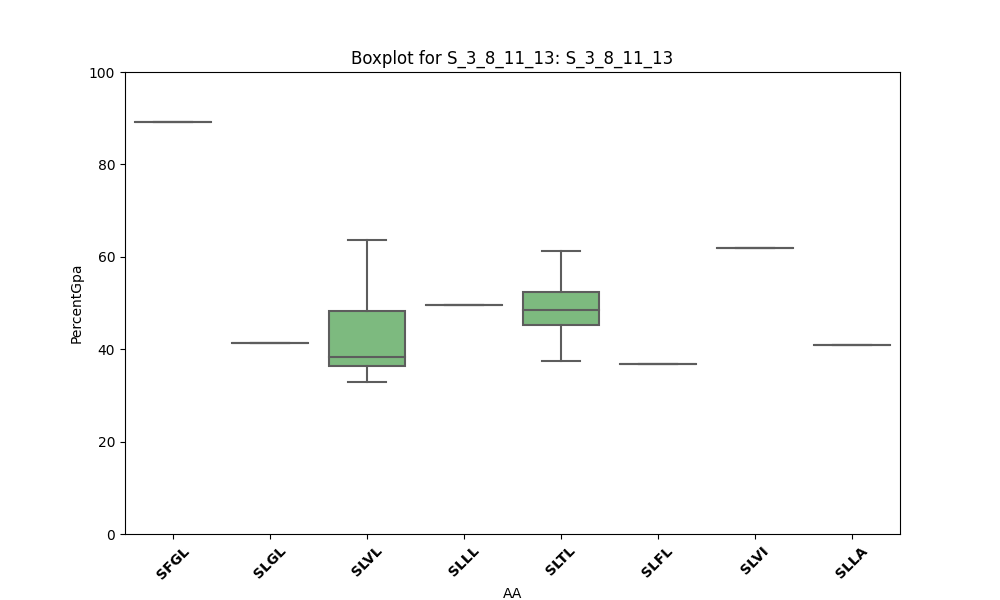 Boxplot for S_3_8_11_13: S_3_8_11_13
PercentGpa
100
80
60
40
20
0
SFGL
SLGL
SLVL
SLLL
SLTL
SLFL
SLVI
SLLA
AA